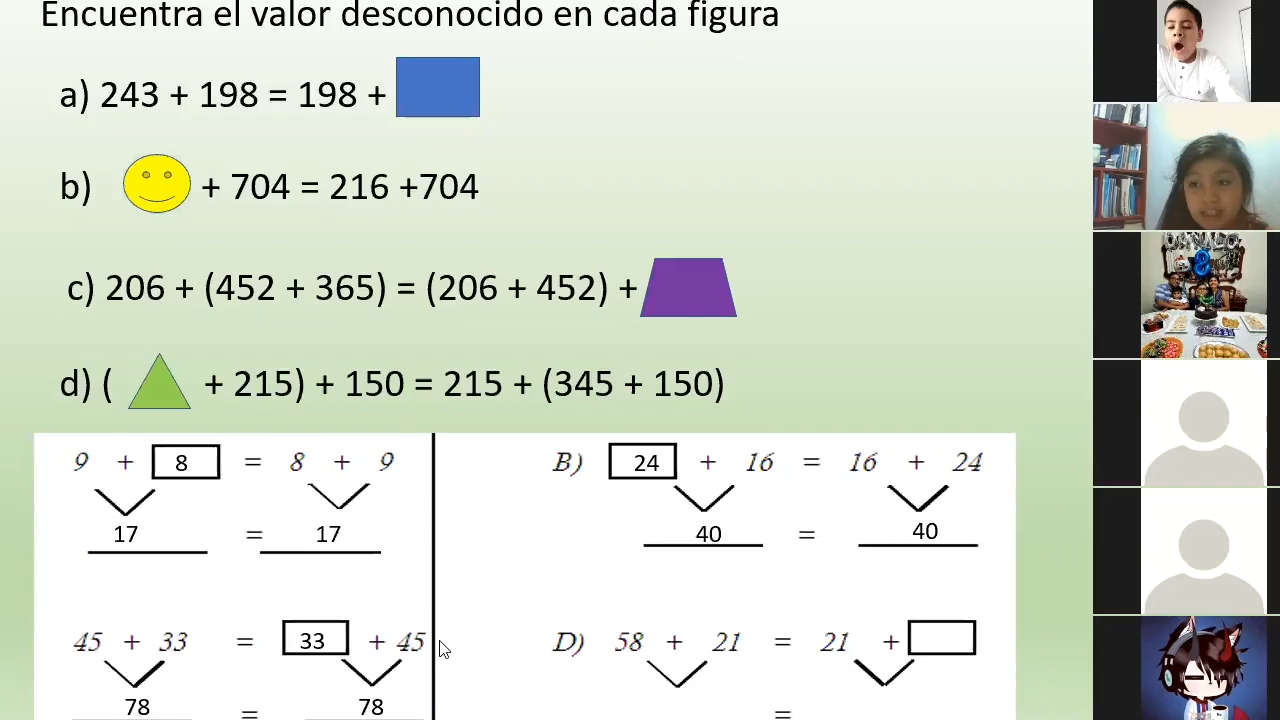 Encuentra el valor desconocido en cada figura
a) 243 + 198 = 198 +
b) + 704 = 216 +704
c) 206 + (452 + 365) = (206 + 452) +
d) ( + 215) + 150 = 215 + (345 + 150)
9 + 8 = 8 + 9
17 = 17
B) 24 + 16 = 16 + 24
40 = 40
45 + 33 = 33 + 45
78 = 78
D) 58 + 21 = 21 +
=
8